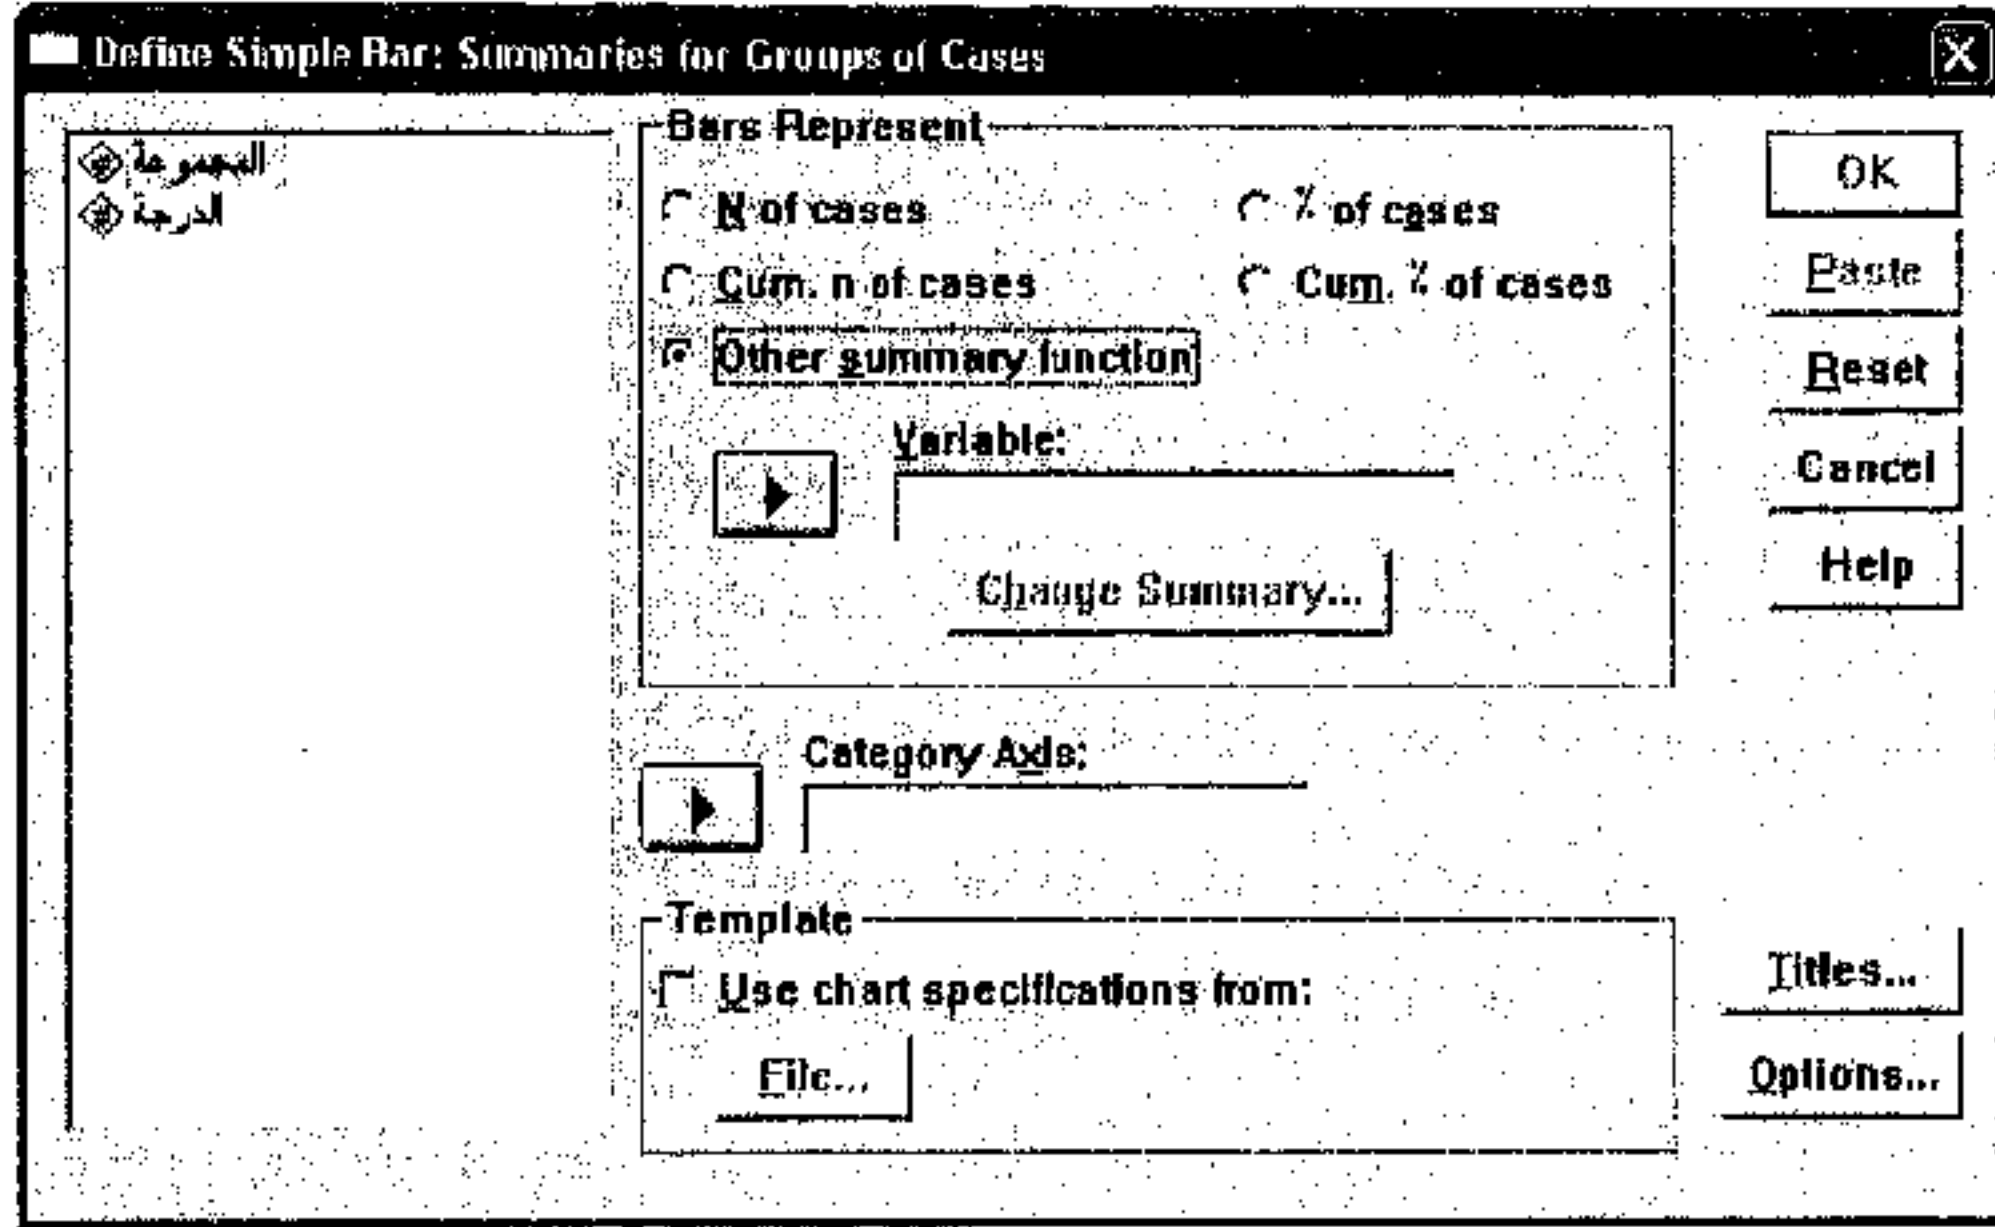 Define Simple Bar: Summaries for Groups of Cases
المجموعة
الدرجة
Bars Represent
N of cases
% of cases
Cum. n of cases
Cum. % of cases
Other summary function
Variable:
Change Summary...
Category Axis:
Template
Use chart specifications from:
File...
OK
Paste
Reset
Cancel
Help
Titles...
Options...